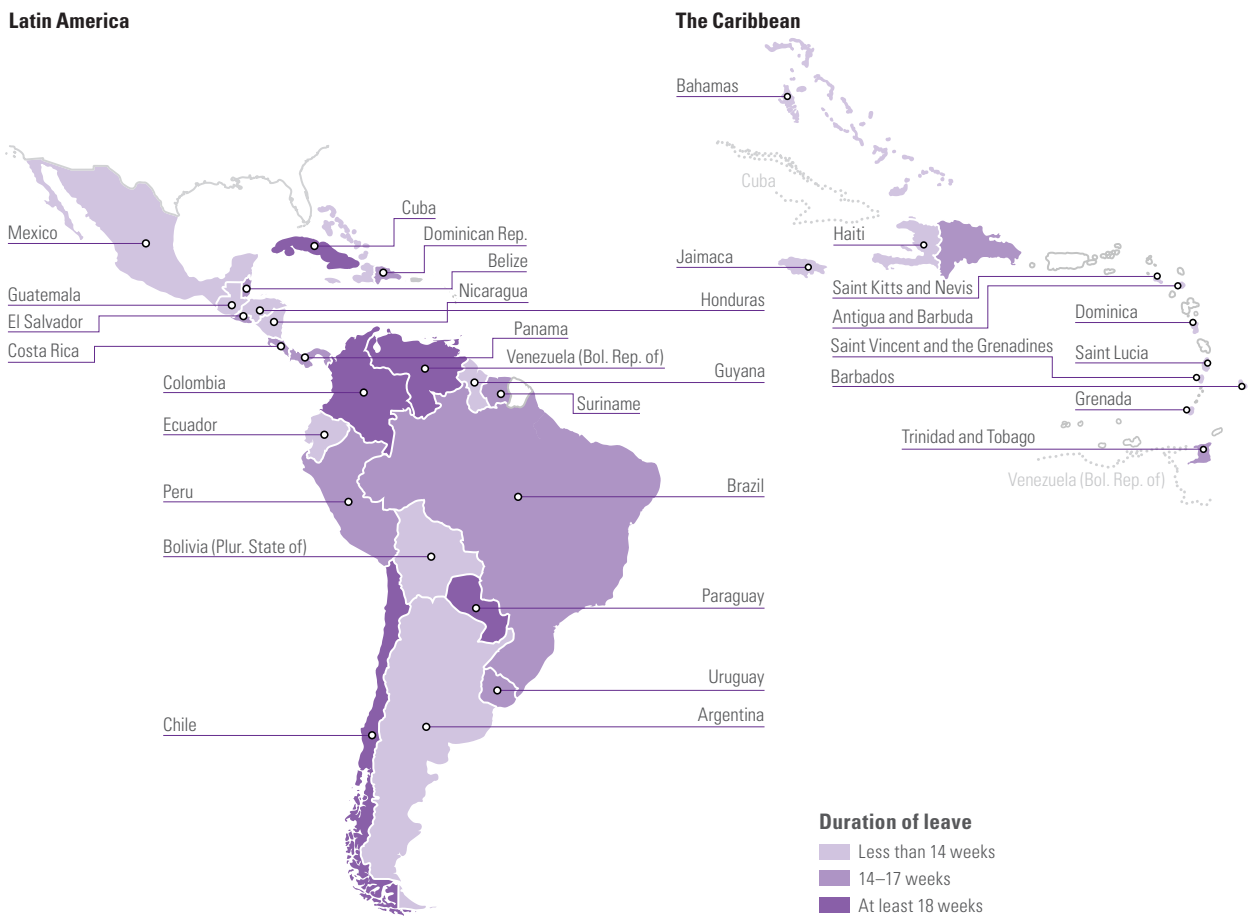 Latin America
Mexico
Guatemala
El Salvador
Costa Rica
Cuba
Dominican Rep.
Belize
Nicaragua
Honduras
Panama
Venezuela (Bol. Rep. of)
Guyana
Suriname
Colombia
Ecuador
Peru
Brazil
Bolivia (Plur. State of)
Paraguay
Uruguay
Argentina
Chile
The Caribbean
Bahamas
Cuba
Haiti
Jaimaca
Saint Kitts and Nevis
Antigua and Barbuda
Dominica
Saint Vincent and the Grenadines
Saint Lucia
Barbados
Grenada
Trinidad and Tobago
Venezuela (Bol. Rep. of)
Duration of leave
Less than 14 weeks
14–17 weeks
At least 18 weeks